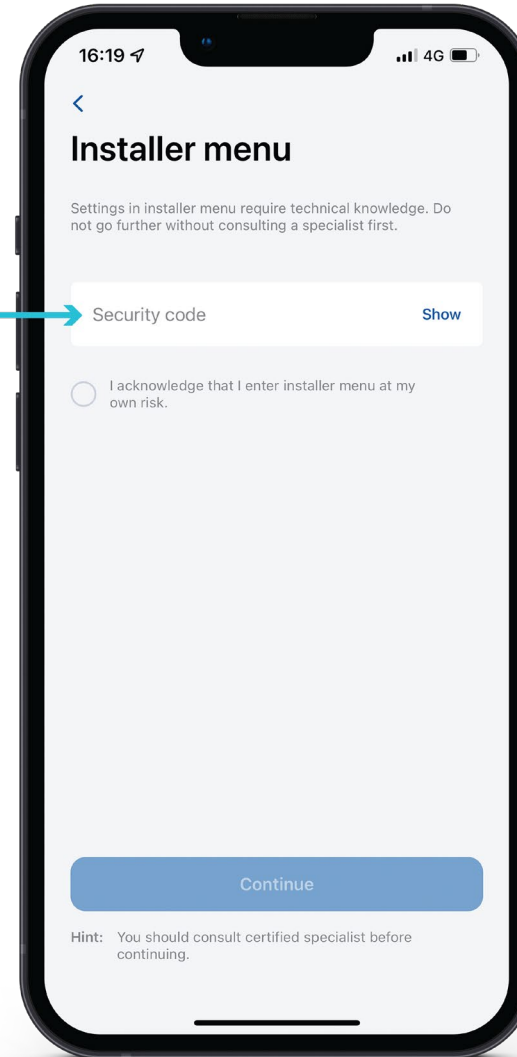 16:19
4G
Installer menu
Settings in installer menu require technical knowledge. Do
not go further without consulting a specialist first.
Security code Show
I acknowledge that I enter installer menu at my
own risk.
Continue
Hint: You should consult certified specialist before
continuing.